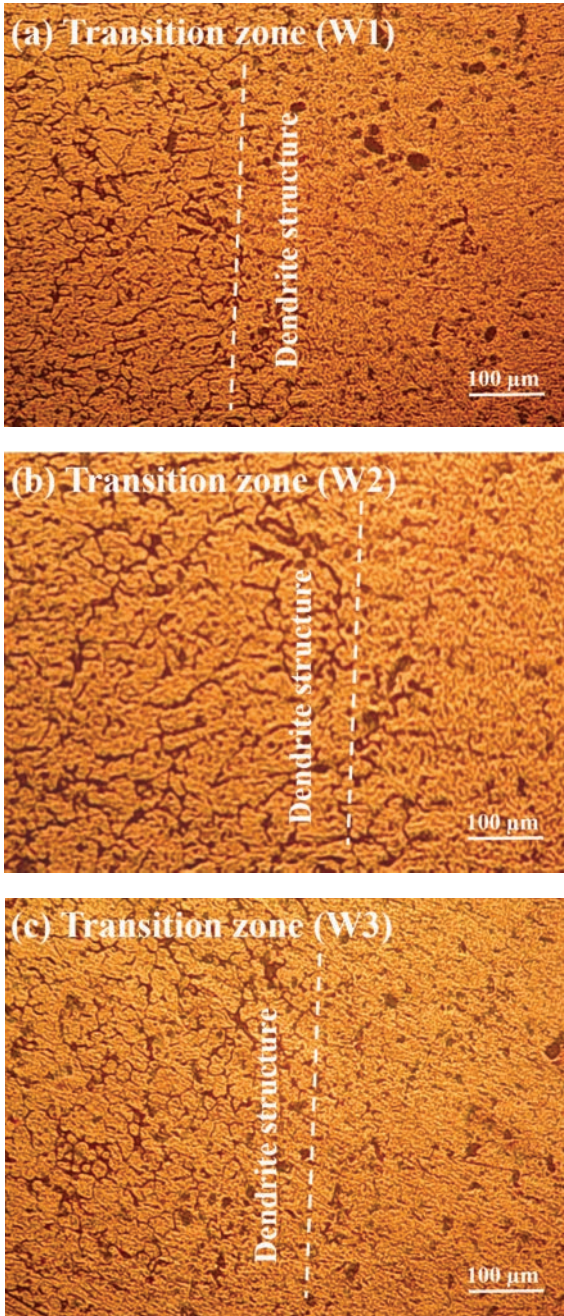 (a) Transition zone (W1)
Dendrite structure
100 µm
(b) Transition zone (W2)
Dendrite structure
100 µm
(c) Transition zone (W3)
Dendrite structure
100 µm